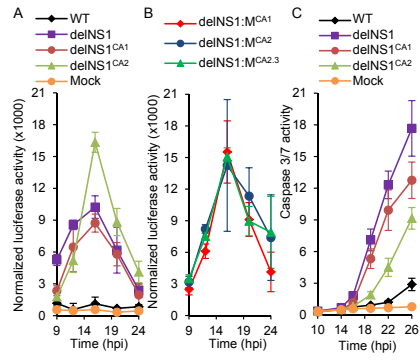 A
WT
delNS1
delNS1CA1
delNS1CA2
Mock
Normalized luciferase activity (x1000)
21
18
15
12
9
6
3
0
9 14 19 24
Time (hpi)
B
delNS1:MCA1
delNS1:MCA2
delNS1:MCA2.3
Normalized luciferase activity (x1000)
21
18
15
12
9
6
3
0
9 14 19 24
Time (hpi)
C
WT
delNS1
delNS1CA1
delNS1CA2
Mock
Caspase 3/7 activity
21
18
15
12
9
6
3
0
10 14 18 22 26
Time (hpi)